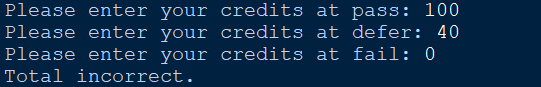 Please enter your credits at pass: 100
Please enter your credits at defer: 40
Please enter your credits at fail: 0
Total incorrect.